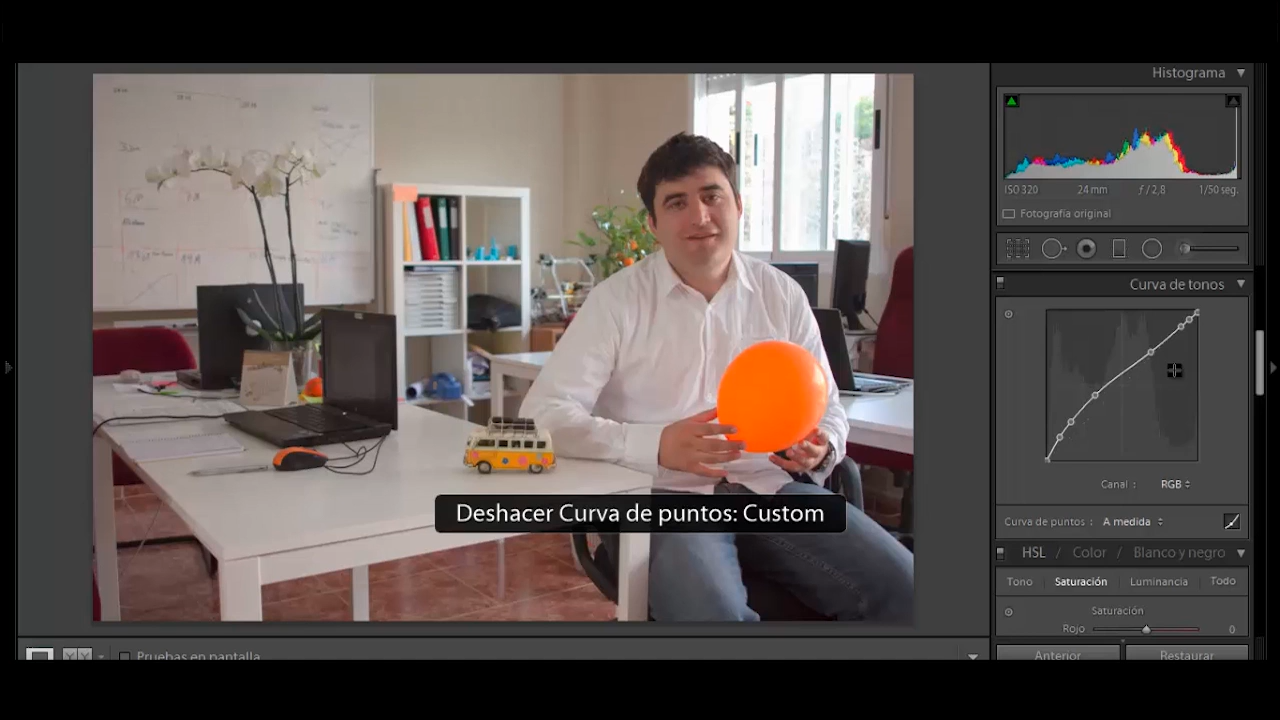 Histograma
ISO 320 24 mm ƒ / 2,8 1/50 seg.
Fotografía original
Curva de tonos
Canal : RGB
Curva de puntos : A medida
HSL / Color / Blanco y negro
Tono Saturación Luminancia Todo
Saturación
Rojo 0
Anterior Restaurar
Deshacer Curva de puntos: Custom
Pruebas en pantalla